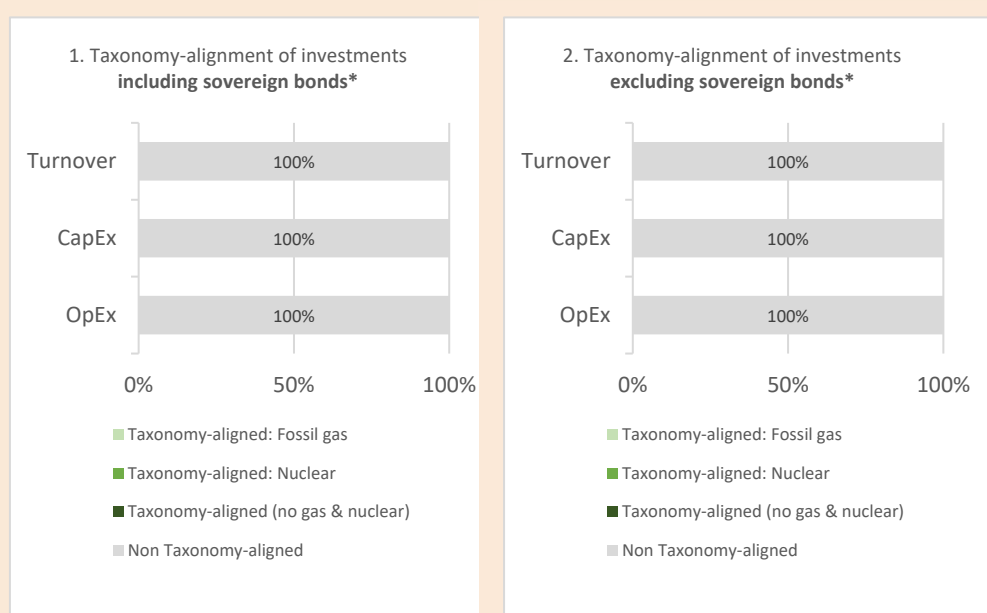 1. Taxonomy-alignment of investments
including sovereign bonds*
Turnover
100%
CapEx
100%
OpEx
100%
0%
50%
100%
Taxonomy-aligned: Fossil gas
Taxonomy-aligned: Nuclear
Taxonomy-aligned (no gas & nuclear)
Non Taxonomy-aligned
2. Taxonomy-alignment of investments
excluding sovereign bonds*
Turnover
100%
CapEx
100%
OpEx
100%
0%
50%
100%
Taxonomy-aligned: Fossil gas
Taxonomy-aligned: Nuclear
Taxonomy-aligned (no gas & nuclear)
Non Taxonomy-aligned